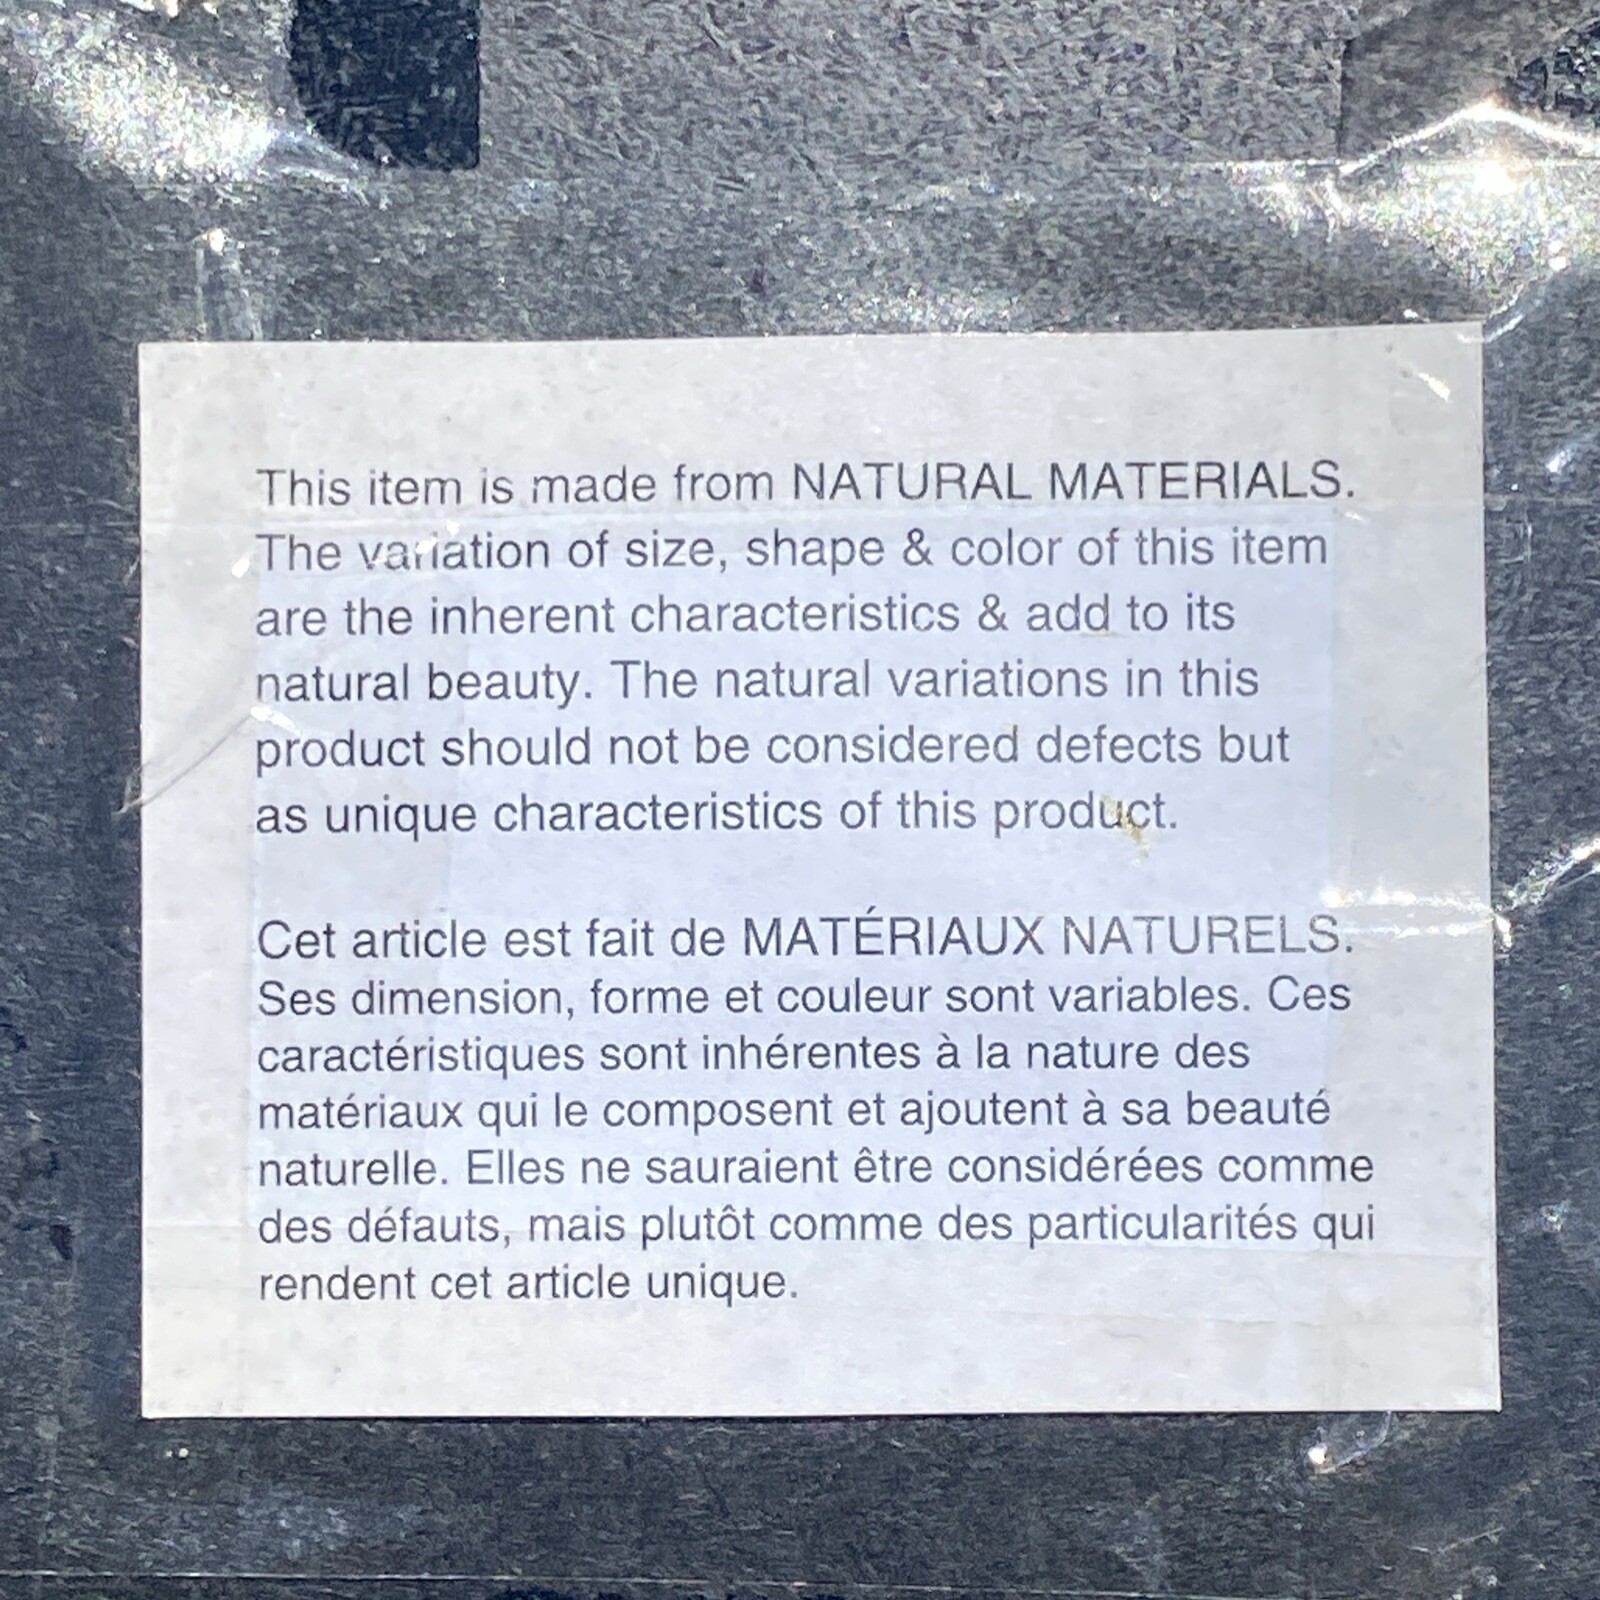 This item is made from NATURAL MATERIALS.
The variation of size, shape & color of this item
are the inherent characteristics & add to its
natural beauty. The natural variations in this
product should not be considered defects but
as unique characteristics of this product.
Cet article est fait de MATÉRIAUX NATURELS.
Ses dimension, forme et couleur sont variables. Ces
caractéristiques sont inhérentes à la nature des
matériaux qui le composent et ajoutent à sa beauté
naturelle. Elles ne sauraient être considérées comme
des défauts, mais plutôt comme des particularités qui
rendent cet article unique.